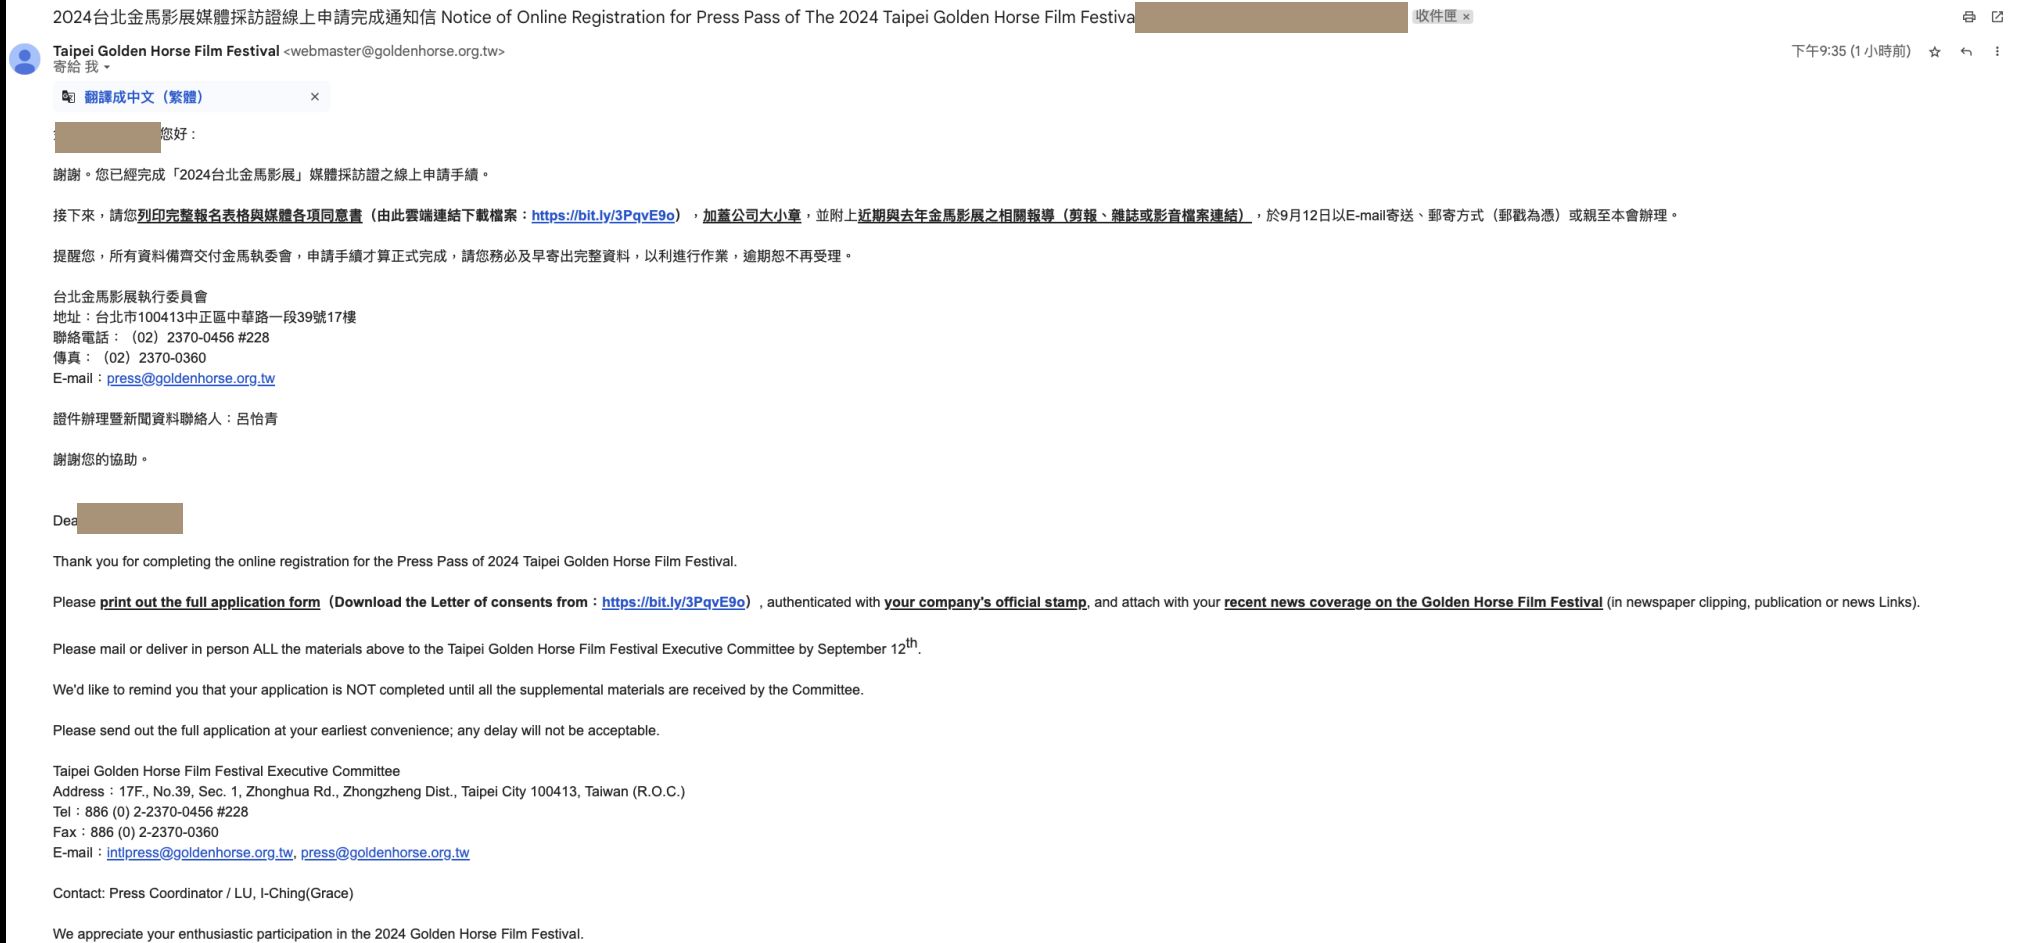 2024台北金馬影展媒體採訪證線上申請完成通知信 Notice of Online Registration for Press Pass of The 2024 Taipei Golden Horse Film Festiva 收件匣 ×
Taipei Golden Horse Film Festival <webmaster@goldenhorse.org.tw> 下午9:35 (1 小時前)
寄給 我
翻譯成中文（繁體） ×
您好：
謝謝。您已經完成「2024台北金馬影展」媒體採訪證之線上申請手續。
接下來，請您列印完整報名表格與媒體各項同意書（由此雲端連結下載檔案：https://bit.ly/3PqvE9o），加蓋公司大小章，並附上近期與去年金馬影展之相關報導（剪報、雜誌或影音檔案連結），於9月12日以E-mail寄送、郵寄方式（郵戳為憑）或親至本會辦理。
提醒您，所有資料備齊交付金馬執委會，申請手續才算正式完成，請您務必及早寄出完整資料，以利進行作業，逾期恕不再受理。
台北金馬影展執行委員會
地址：台北市100413中正區中華路一段39號17樓
聯絡電話：（02）2370-0456 #228
傳真：（02）2370-0360
E-mail：press@goldenhorse.org.tw
證件辦理暨新聞資料聯絡人：呂怡青
謝謝您的協助。
Dea
Thank you for completing the online registration for the Press Pass of 2024 Taipei Golden Horse Film Festival.
Please print out the full application form（Download the Letter of consents from：https://bit.ly/3PqvE9o）, authenticated with your company's official stamp, and attach with your recent news coverage on the Golden Horse Film Festival (in newspaper clipping, publication or news Links).
Please mail or deliver in person ALL the materials above to the Taipei Golden Horse Film Festival Executive Committee by September 12th.
We'd like to remind you that your application is NOT completed until all the supplemental materials are received by the Committee.
Please send out the full application at your earliest convenience; any delay will not be acceptable.
Taipei Golden Horse Film Festival Executive Committee
Address：17F., No.39, Sec. 1, Zhonghua Rd., Zhongzheng Dist., Taipei City 100413, Taiwan (R.O.C.)
Tel：886 (0) 2-2370-0456 #228
Fax：886 (0) 2-2370-0360
E-mail：intlpress@goldenhorse.org.tw, press@goldenhorse.org.tw
Contact: Press Coordinator / LU, I-Ching(Grace)
We appreciate your enthusiastic participation in the 2024 Golden Horse Film Festival.